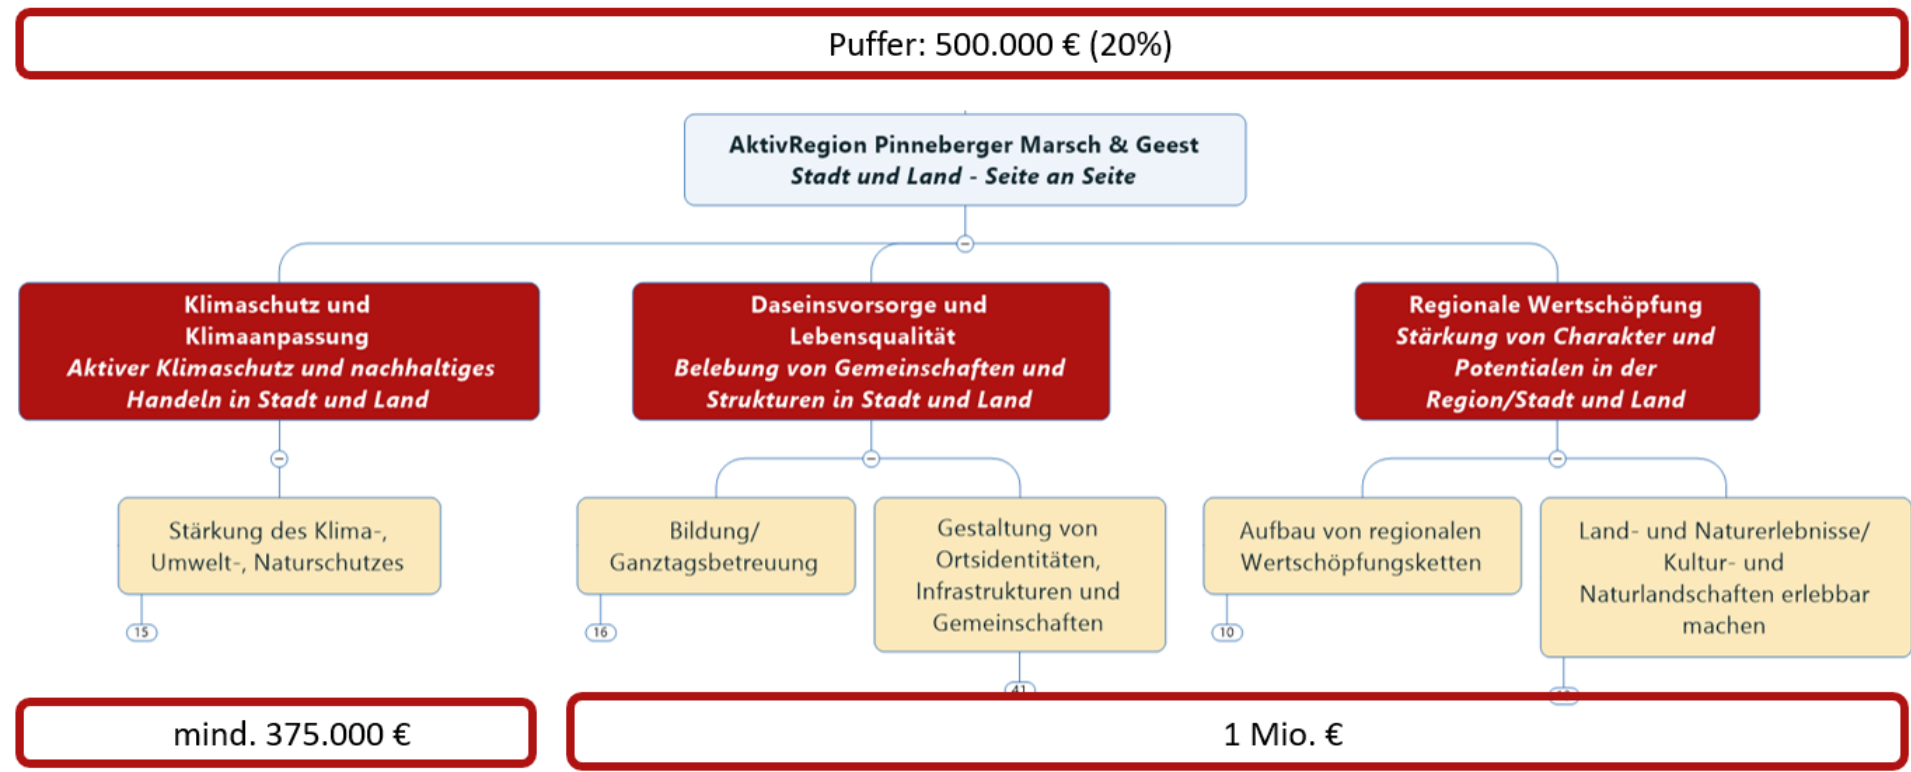 Puffer: 500.000 € (20%)
AktivRegion Pinneberger Marsch & Geest
Stadt und Land - Seite an Seite
Klimaschutz und
Klimaanpassung
Aktiver Klimaschutz und nachhaltiges
Handeln in Stadt und Land
Daseinsvorsorge und
Lebensqualität
Belebung von Gemeinschaften und
Strukturen in Stadt und Land
Regionale Wertschöpfung
Stärkung von Charakter und
Potentialen in der
Region/Stadt und Land
Stärkung des Klima-,
Umwelt-, Naturschutzes
15
Bildung/
Ganztagsbetreuung
16
Gestaltung von
Ortsidentitäten,
Infrastrukturen und
Gemeinschaften
41
Aufbau von regionalen
Wertschöpfungsketten
10
Land- und Naturerlebnisse/
Kultur- und
Naturlandschaften erlebbar
machen
mind. 375.000 €
1 Mio. €